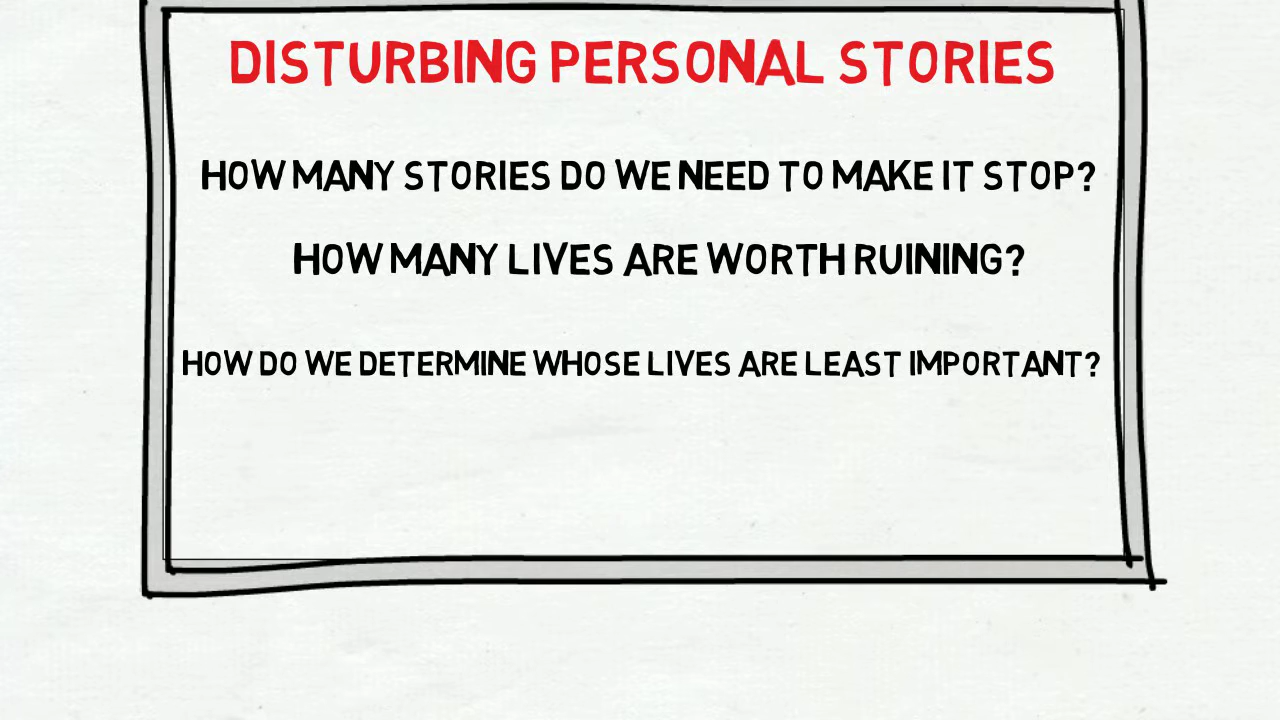 DISTURBING PERSONAL STORIES
HOW MANY STORIES DO WE NEED TO MAKE IT STOP?
HOW MANY LIVES ARE WORTH RUINING?
HOW DO WE DETERMINE WHOSE LIVES ARE LEAST IMPORTANT?